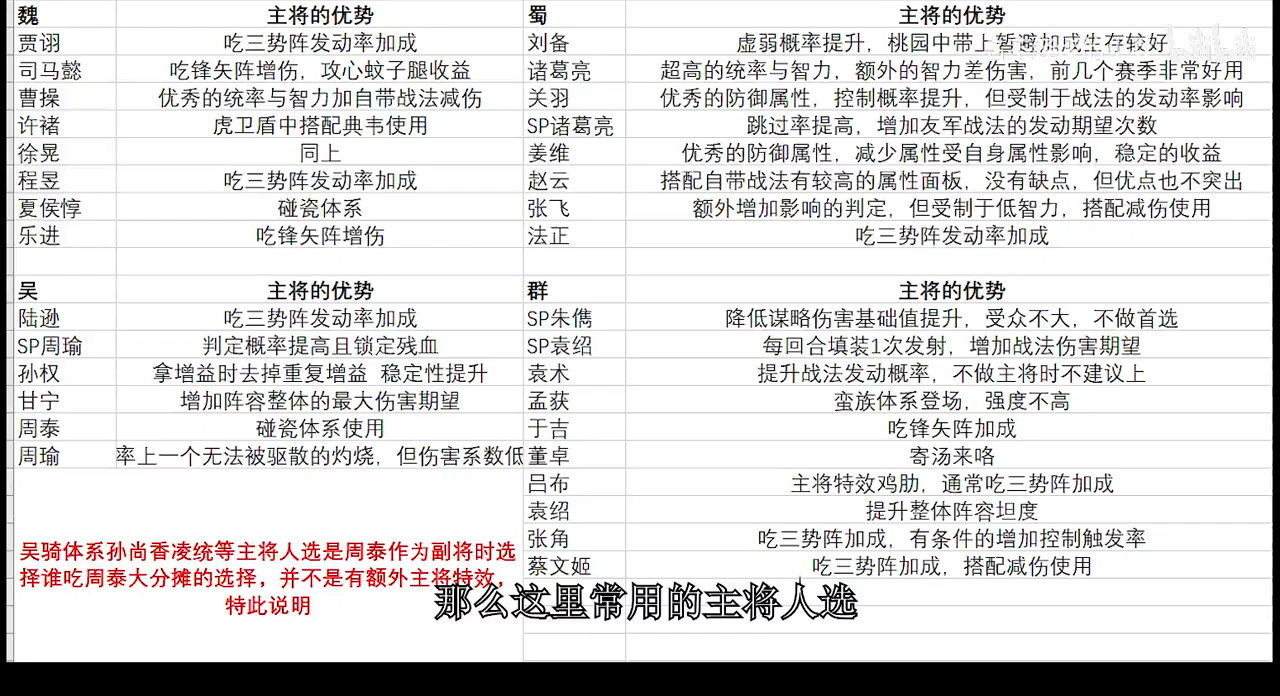 魏 主将的优势
贾诩 吃三势阵发动率加成
司马懿 吃锋矢阵增伤，攻心蚊子腿收益
曹操 优秀的统率与智力加自带战法减伤
许褚 虎卫盾中搭配典韦使用
徐晃 同上
程昱 吃三势阵发动率加成
夏侯惇 碰瓷体系
乐进 吃锋矢阵增伤
蜀 主将的优势
刘备 虚弱概率提升，桃园中带上暂避加成生存较好
诸葛亮 超高的统率与智力，额外的智力差伤害，前几个赛季非常好用
关羽 优秀的防御属性，控制概率提升，但受制于战法的发动率影响
SP诸葛亮 跳过率提高，增加友军战法的发动期望次数
姜维 优秀的防御属性，减少属性受自身属性影响，稳定的收益
赵云 搭配自带战法有较高的属性面板，没有缺点，但优点也不突出
张飞 额外增加影响的判定，但受制于低智力，搭配减伤使用
法正 吃三势阵发动率加成
吴 主将的优势
陆逊 吃三势阵发动率加成
SP周瑜 判定概率提高且锁定残血
孙权 拿增益时去掉重复增益 稳定性提升
甘宁 增加阵容整体的最大伤害期望
周泰 碰瓷体系使用
周瑜 率上一个无法被驱散的灼烧，但伤害系数低
吴骑体系孙尚香凌统等主将人选是周泰作为副将时选
择谁吃周泰大分摊的选择，并不是有额外主将特效，
特此说明
群 主将的优势
SP朱儁 降低谋略伤害基础值提升，受众不大，不做首选
SP袁绍 每回合填装1次发射，增加战法伤害期望
袁术 提升战法发动概率，不做主将时不建议上
孟获 蛮族体系登场，强度不高
于吉 吃锋矢阵加成
董卓 寄汤来咯
吕布 主将特效鸡肋，通常吃三势阵加成
袁绍 提升整体阵容坦度
张角 吃三势阵加成，有条件的增加控制触发率
蔡文姬 吃三势阵加成，搭配减伤使用
那么这里常用的主将人选